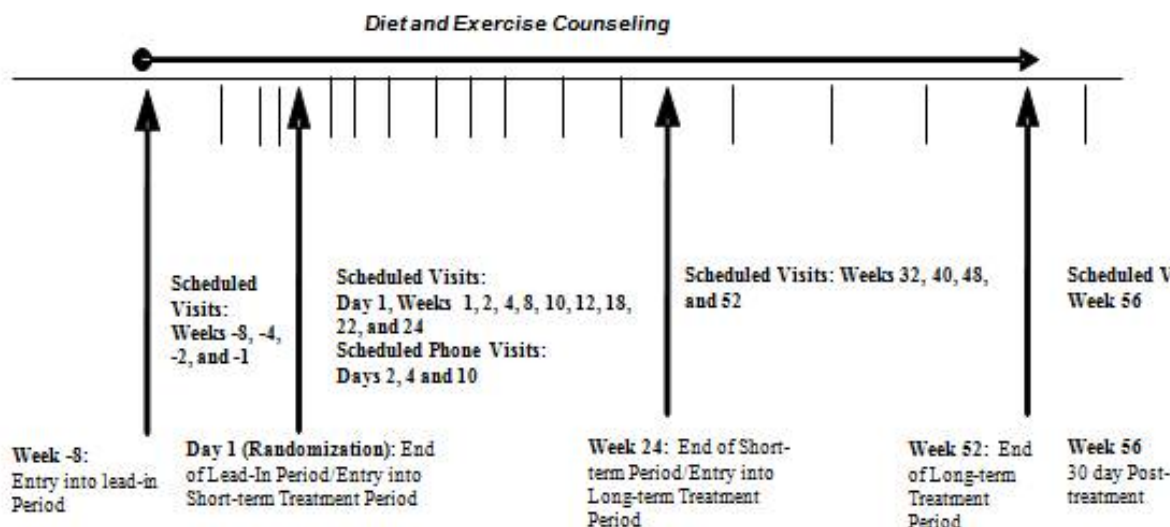 Diet and Exercise Counseling
Scheduled
Visits:
Weeks -8, -4,
-2, and -1
Scheduled Visits:
Day 1, Weeks 1, 2, 4, 8, 10, 12, 18,
22, and 24
Scheduled Phone Visits:
Days 2, 4 and 10
Scheduled Visits: Weeks 32, 40, 48,
and 52
Scheduled V
Week 56
Week -8:
Entry into lead-in
Period
Day 1 (Randomization): End
of Lead-In Period/Entry into
Short-term Treatment Period
Week 24: End of Short-
term Period/Entry into
Long-term Treatment
Period
Week 52: End
of Long-term
Treatment
Period
Week 56
30 day Post-
treatment